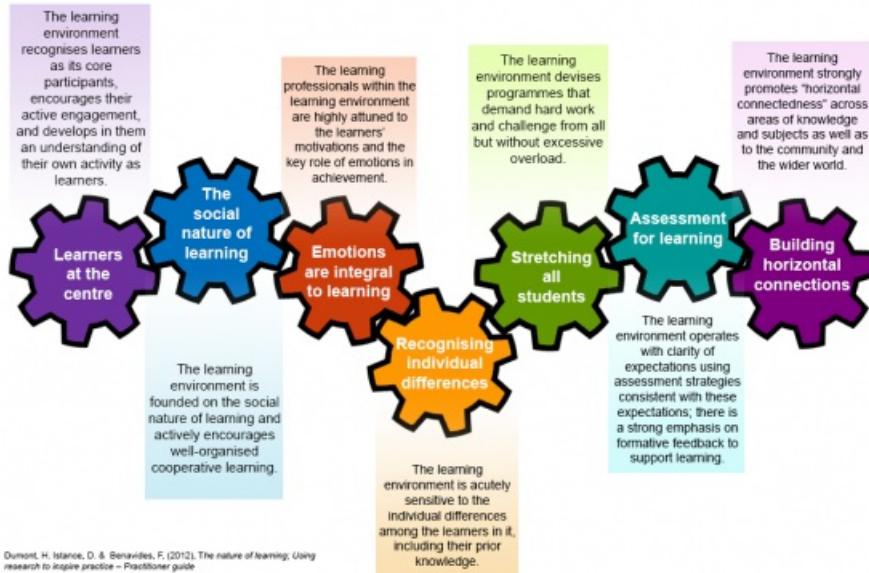 The learning
environment
recognises learners
as its core
participants,
encourages their
active engagement,
and develops in them
an understanding of
their own activity as
learners.
Learners
at the
centre
The
social
nature of
learning
The learning
environment is
founded on the social
nature of learning and
actively encourages
well-organised
cooperative learning.
The learning
professionals within the
learning environment
are highly attuned to
the learners'
motivations and the
key role of emotions in
achievement.
Emotions
are integral
to learning
Recognising
individual
differences
The learning
environment is acutely
sensitive to the
individual differences
among the learners in it,
including their prior
knowledge.
The learning
environment devises
programmes that
demand hard work
and challenge from all
but without excessive
overload.
Stretching
all
students
Assessment
for learning
The learning
environment operates
with clarity of
expectations using
assessment strategies
consistent with these
expectations; there is
a strong emphasis on
formative feedback to
support learning.
The learning
environment strongly
promotes "horizontal
connectedness" across
areas of knowledge
and subjects as well as
to the community and
the wider world.
Building
horizontal
connections
Dumont, H, Istance, D. & Benavides, F. (2012), The nature of learning; Using
research to inspire practice – Practitioner guide